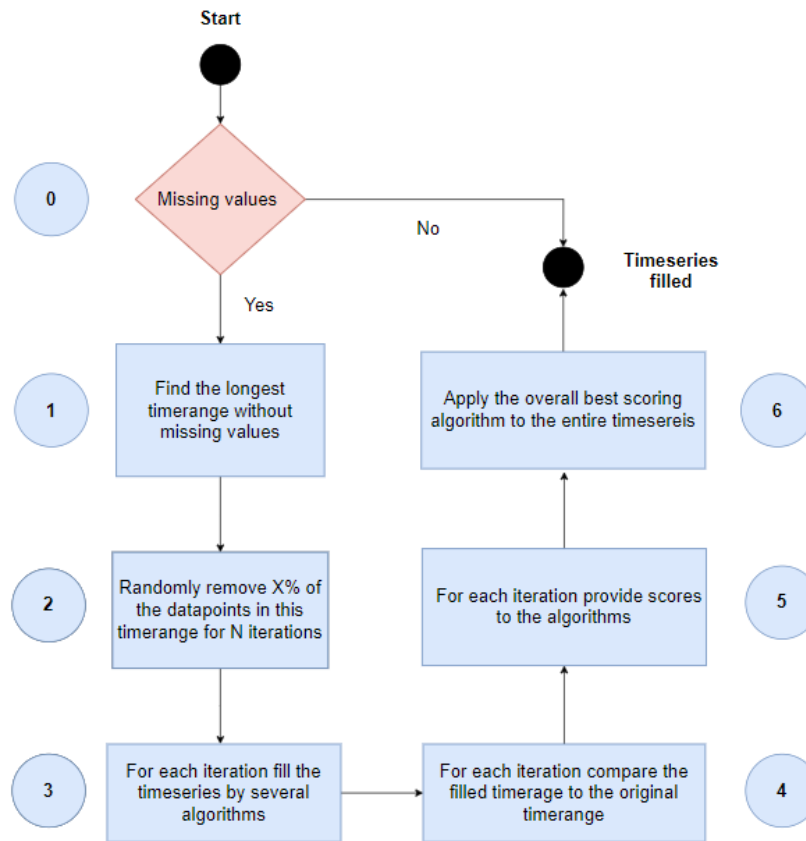 Start
0
Missing values
No
Timeseries
filled
Yes
1
Find the longest
timerange without
missing values
2
Randomly remove X% of
the datapoints in this
timerange for N iterations
3
For each iteration fill the
timeseries by several
algorithms
For each iteration compare the
filled timerage to the original
timerange
4
For each iteration provide scores
to the algorithms
5
Apply the overall best scoring
algorithm to the entire timesereis
6